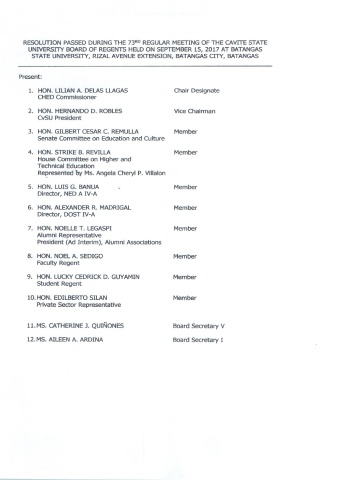 RESOLUTION PASSED DURING THE 73RD REGULAR MEETING OF THE CAVITE STATE
UNIVERSITY BOARD OF REGENTS HELD ON SEPTEMBER 15, 2017 AT BATANGAS
STATE UNIVERSITY, RIZAL AVENUE EXTENSION, BATANGAS CITY, BATANGAS
Present:
1. HON. LILIAN A. DELAS LLAGAS Chair Designate
CHED Commissioner
2. HON. HERNANDO D. ROBLES Vice Chairman
CvSU President
3. HON. GILBERT CESAR C. REMULLA Member
Senate Committee on Education and Culture
4. HON. STRIKE B. REVILLA Member
House Committee on Higher and
Technical Education
Represented by Ms. Angela Cheryl P. Villalon
5. HON. LUIS G. BANUA Member
Director, NED A IV-A
6. HON. ALEXANDER R. MADRIGAL Member
Director, DOST IV-A
7. HON. NOELLE T. LEGASPI Member
Alumni Representative
President (Ad Interim), Alumni Associations
8. HON. NOEL A. SEDIGO Member
Faculty Regent
9. HON. LUCKY CEDRICK D. GUYAMIN Member
Student Regent
10. HON. EDILBERTO SILAN Member
Private Sector Representative
11. MS. CATHERINE J. QUIÑONES Board Secretary V
12. MS. AILEEN A. ARDINA Board Secretary I